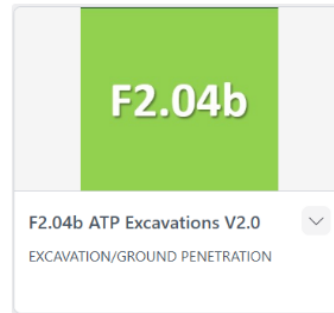 F2.04b
F2.04b ATP Excavations V2.0
EXCAVATION/GROUND PENETRATION